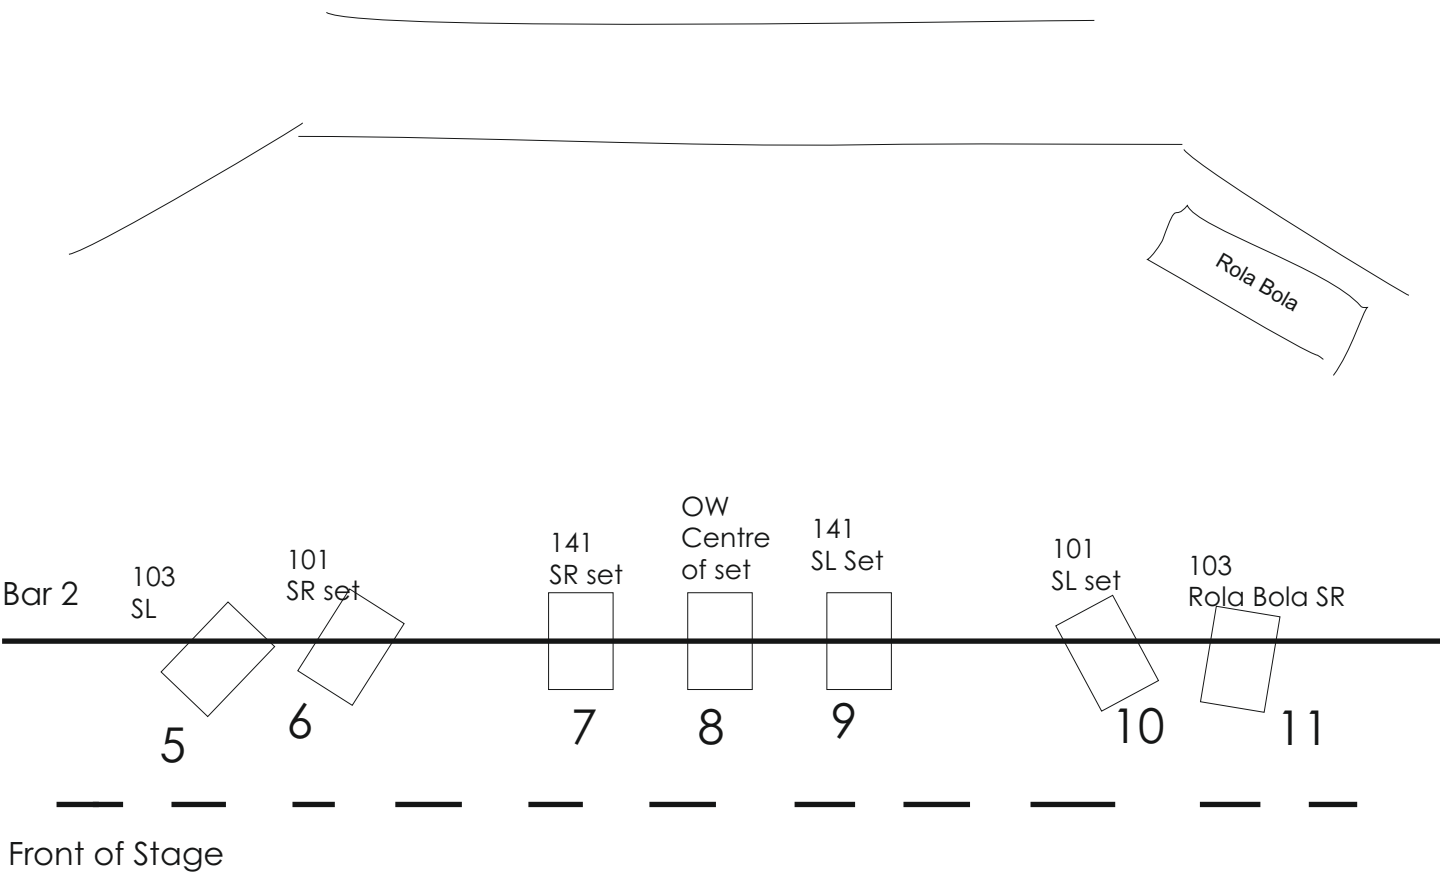 Rola Bola
OW
Centre
of set
141
SL Set
141
SR set
101
SL set
101
SR set
103
Rola Bola SR
103
SL
Bar 2
5
6
7
8
9
10
11
Front of Stage